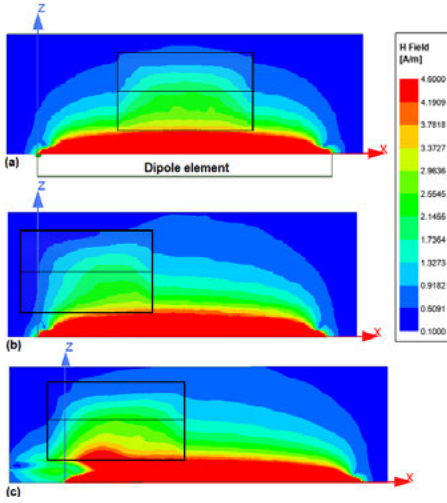 Z
H Field
[A/m]
4.6000
4.1909
3.7818
3.3727
2.9636
2.5545
2.1455
1.7364
1.3273
0.9182
0.5091
0.1000
X
(a)
Dipole element
Z
X
(b)
Z
X
(c)